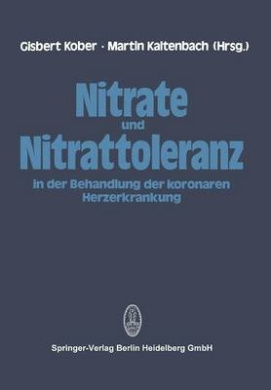 Gisbert Kober · Martin Kaltenbach (Hrsg.)
Nitrate
und
Nitrattoleranz
in der Behandlung der koronaren
Herzerkrankung
Springer-Verlag Berlin Heidelberg GmbH